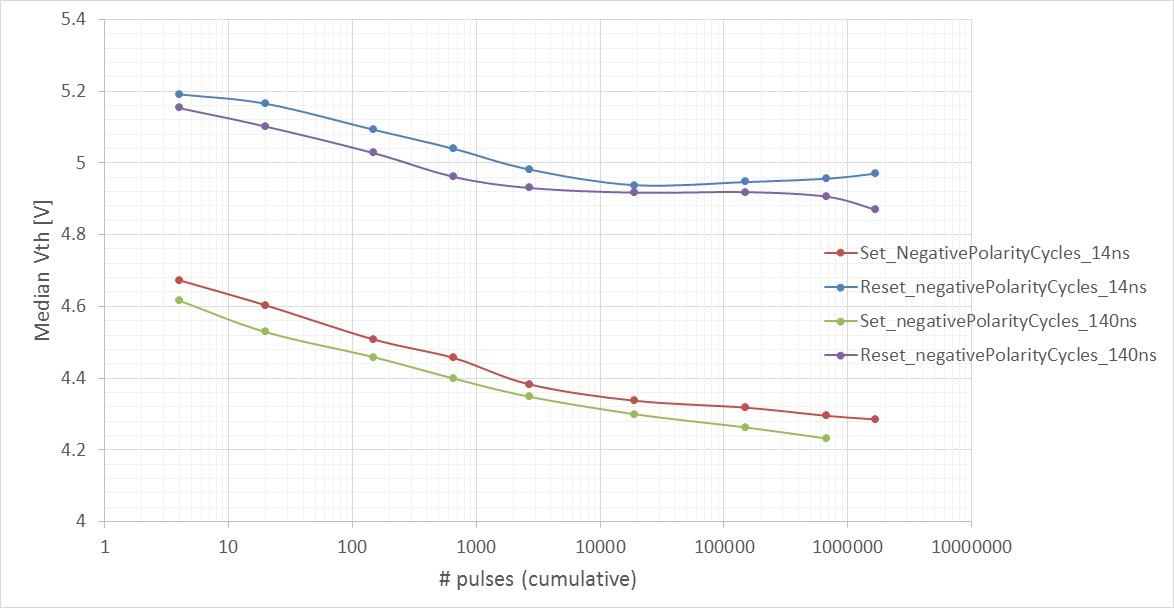 5.4
5.2
5
4.8
4.6
4.4
4.2
4
Median Vth [V]
1 10 100 1000 10000 100000 1000000 10000000
# pulses (cumulative)
Set_NegativePolarityCycles_14ns
Reset_negativePolarityCycles_14ns
Set_negativePolarityCycles_140ns
Reset_negativePolarityCycles_140ns